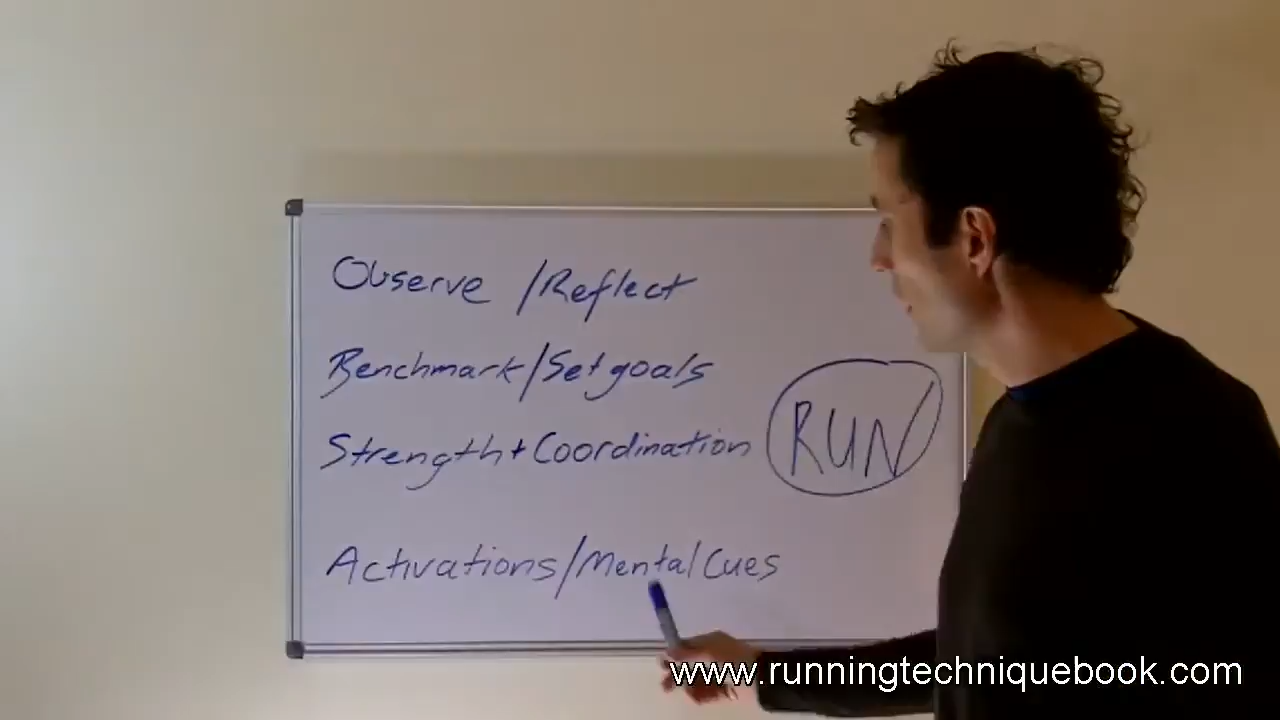 Observe / Reflect
Benchmark / Set goals
Strength + Coordination
RUN
Activations / Mental Cues
www.runningtechniquebook.com